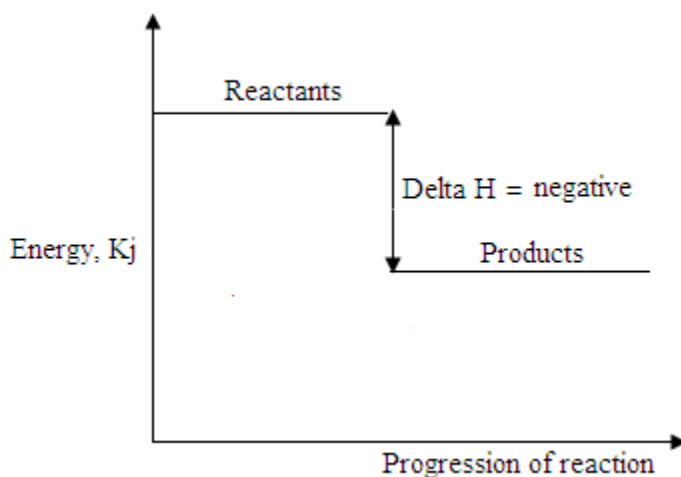 Reactants
Delta H = negative
Energy, Kj
Products
Progression of reaction